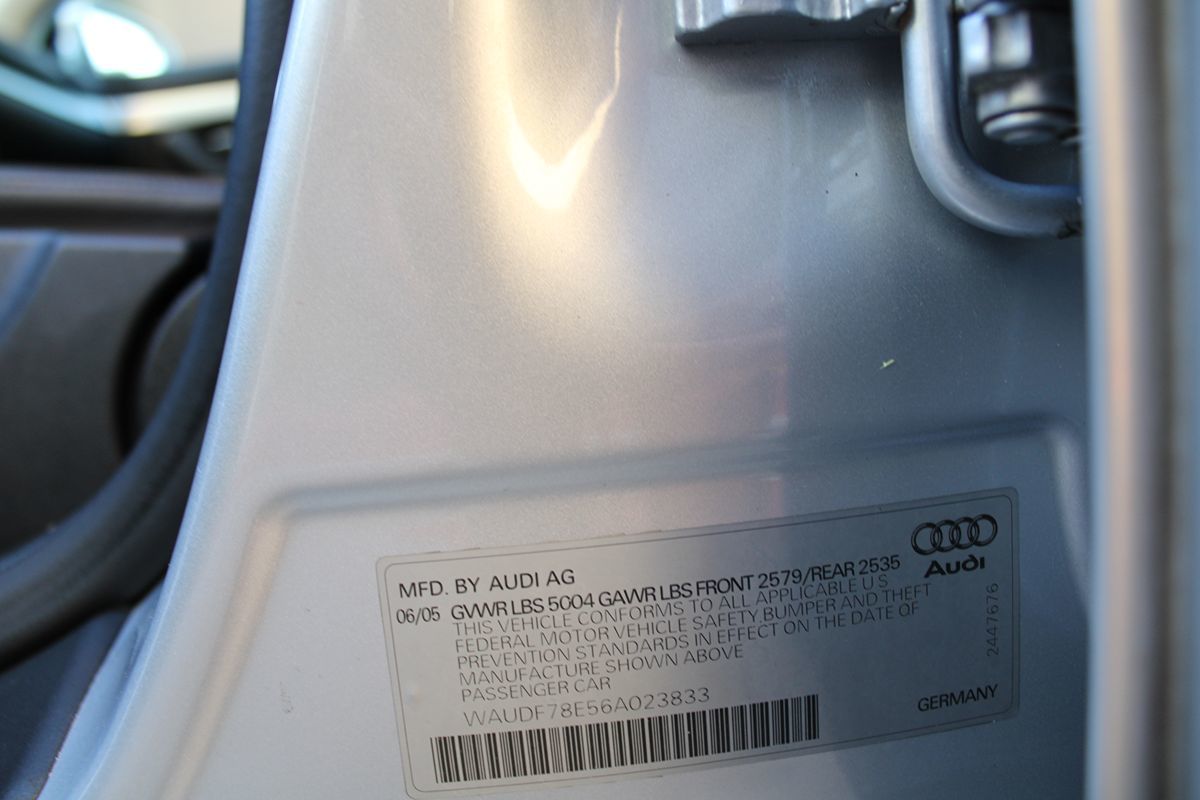 MFD. BY AUDI AG
06/05 GVWR LBS 5004 GAWR LBS FRONT 2579/REAR 2535
THIS VEHICLE CONFORMS TO ALL APPLICABLE U S
FEDERAL MOTOR VEHICLE SAFETY,BUMPER AND THEFT
PREVENTION STANDARDS IN EFFECT ON THE DATE OF
MANUFACTURE SHOWN ABOVE
PASSENGER CAR
WAUDF78E56A023833
Audi
2447676
GERMANY